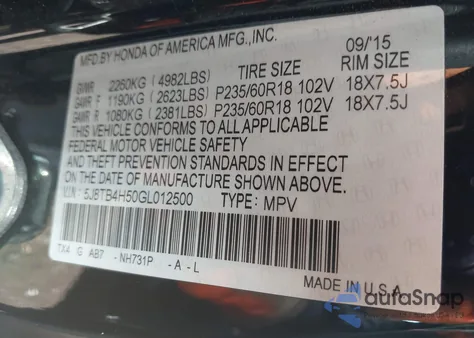 MFD. BY HONDA OF AMERICA MFG.,INC. 09/15
GVWR 2260KG (4982LBS) TIRE SIZE RIM SIZE
GAWR F 1190KG (2623LBS) P235/60R18 102V 18X7.5J
GAWR R 1080KG (2381LBS) P235/60R18 102V 18X7.5J
THIS VEHICLE CONFORMS TO ALL APPLICABLE
FEDERAL MOTOR VEHICLE SAFETY
AND THEFT PREVENTION STANDARDS IN EFFECT
ON THE DATE OF MANUFACTURE SHOWN ABOVE.
V.I.N. 5J8TB4H50GL012500 TYPE: MPV
TX4 G AB7 - NH731P - A - L
MADE IN U.S.A.
autaSnap